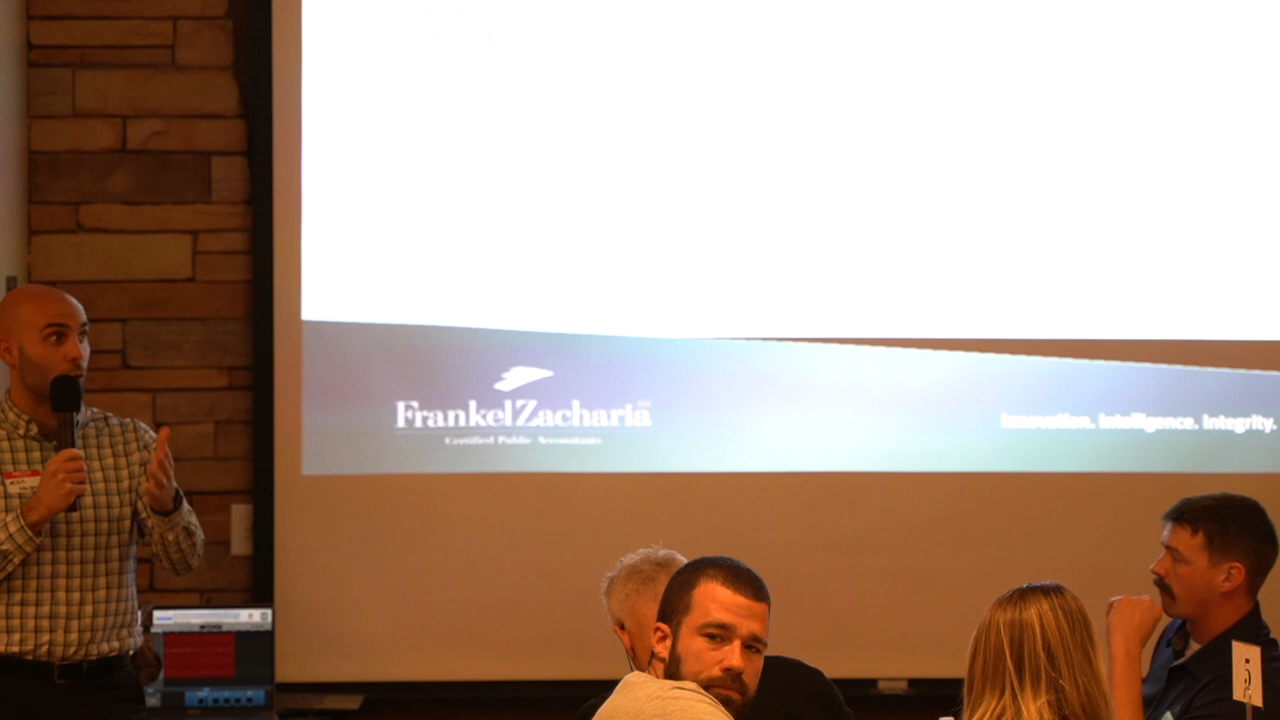 FrankelZacharia
Certified Public Accountants
Innovation. Intelligence. Integrity.